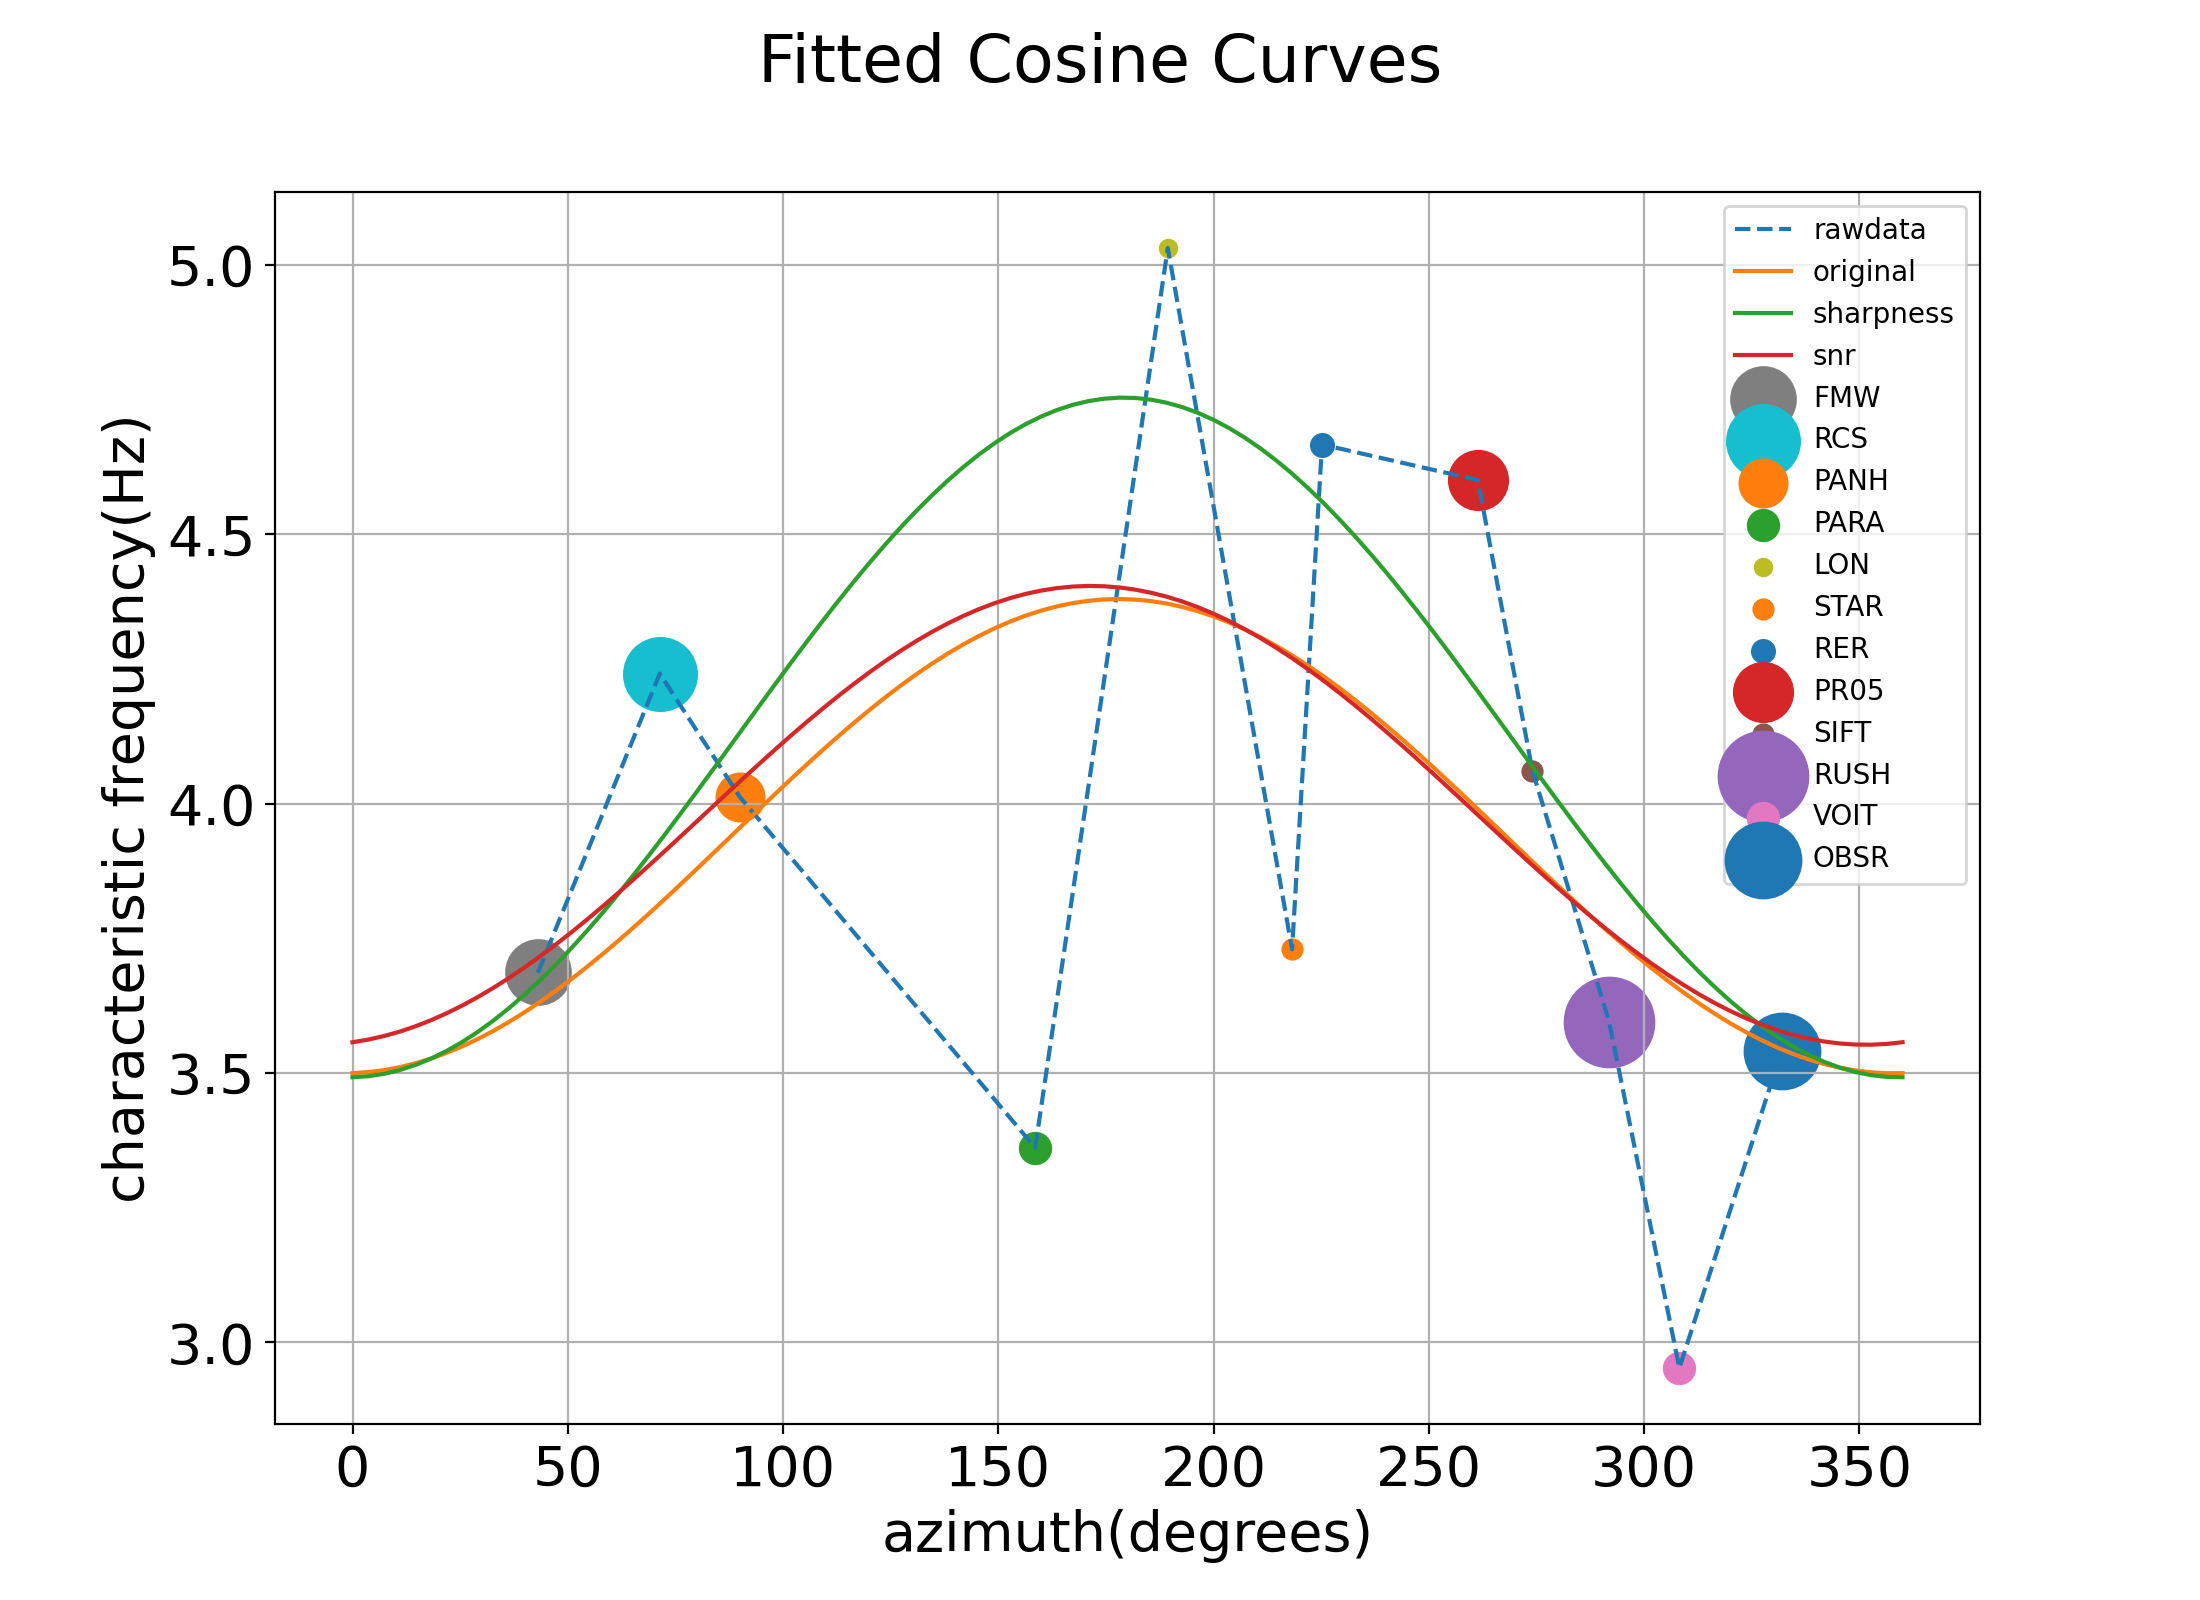 Fitted Cosine Curves
characteristic frequency(Hz)
5.0
4.5
4.0
3.5
3.0
rawdata
original
sharpness
snr
FMW
RCS
PANH
PARA
LON
STAR
RER
PR05
SIFT
RUSH
VOIT
OBSR
0 50 100 150 200 250 300 350
azimuth(degrees)